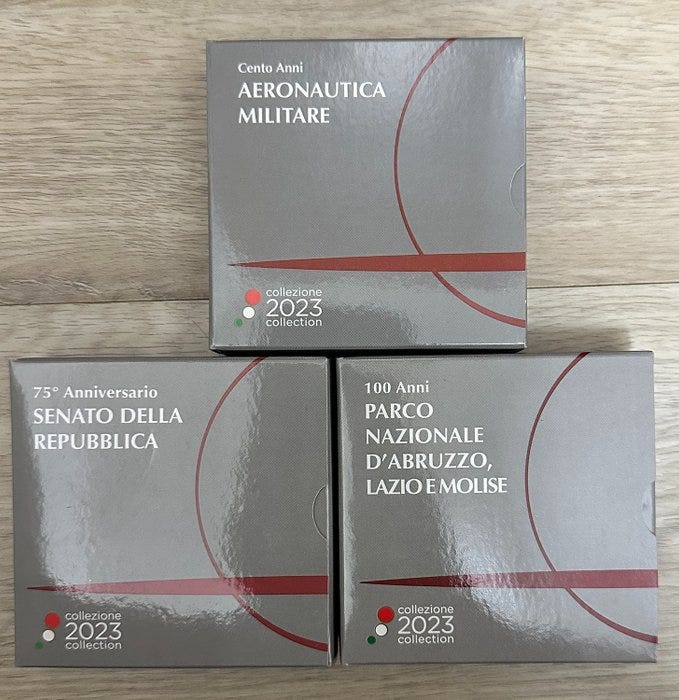 Cento Anni
AERONAUTICA
MILITARE
collezione
2023
collection
75° Anniversario
SENATO DELLA
REPUBBLICA
collezione
2023
collection
100 Anni
PARCO
NAZIONALE
D'ABRUZZO,
LAZIO E MOLISE
collezione
2023
collection